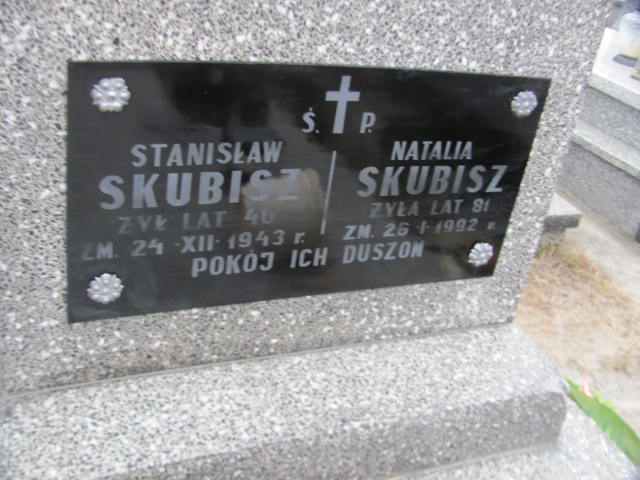 Ś. P.
STANISŁAW
SKUBISZ
ŻYŁ LAT 40
ZM. 24-XII-1943 r.
NATALIA
SKUBISZ
ŻYŁA LAT 81
ZM. 26-I-1992 r.
POKÓJ ICH DUSZOM